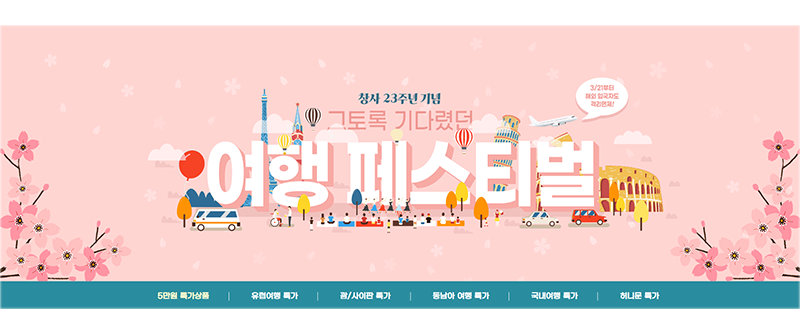 창사 23주년 기념
그토록 기다렸던
여행 페스티벌
3/21부터
해외 입국자도
격리면제!
5만원 특가상품 | 유럽여행 특가 | 괌/사이판 특가 | 동남아 여행 특가 | 국내여행 특가 | 허니문 특가